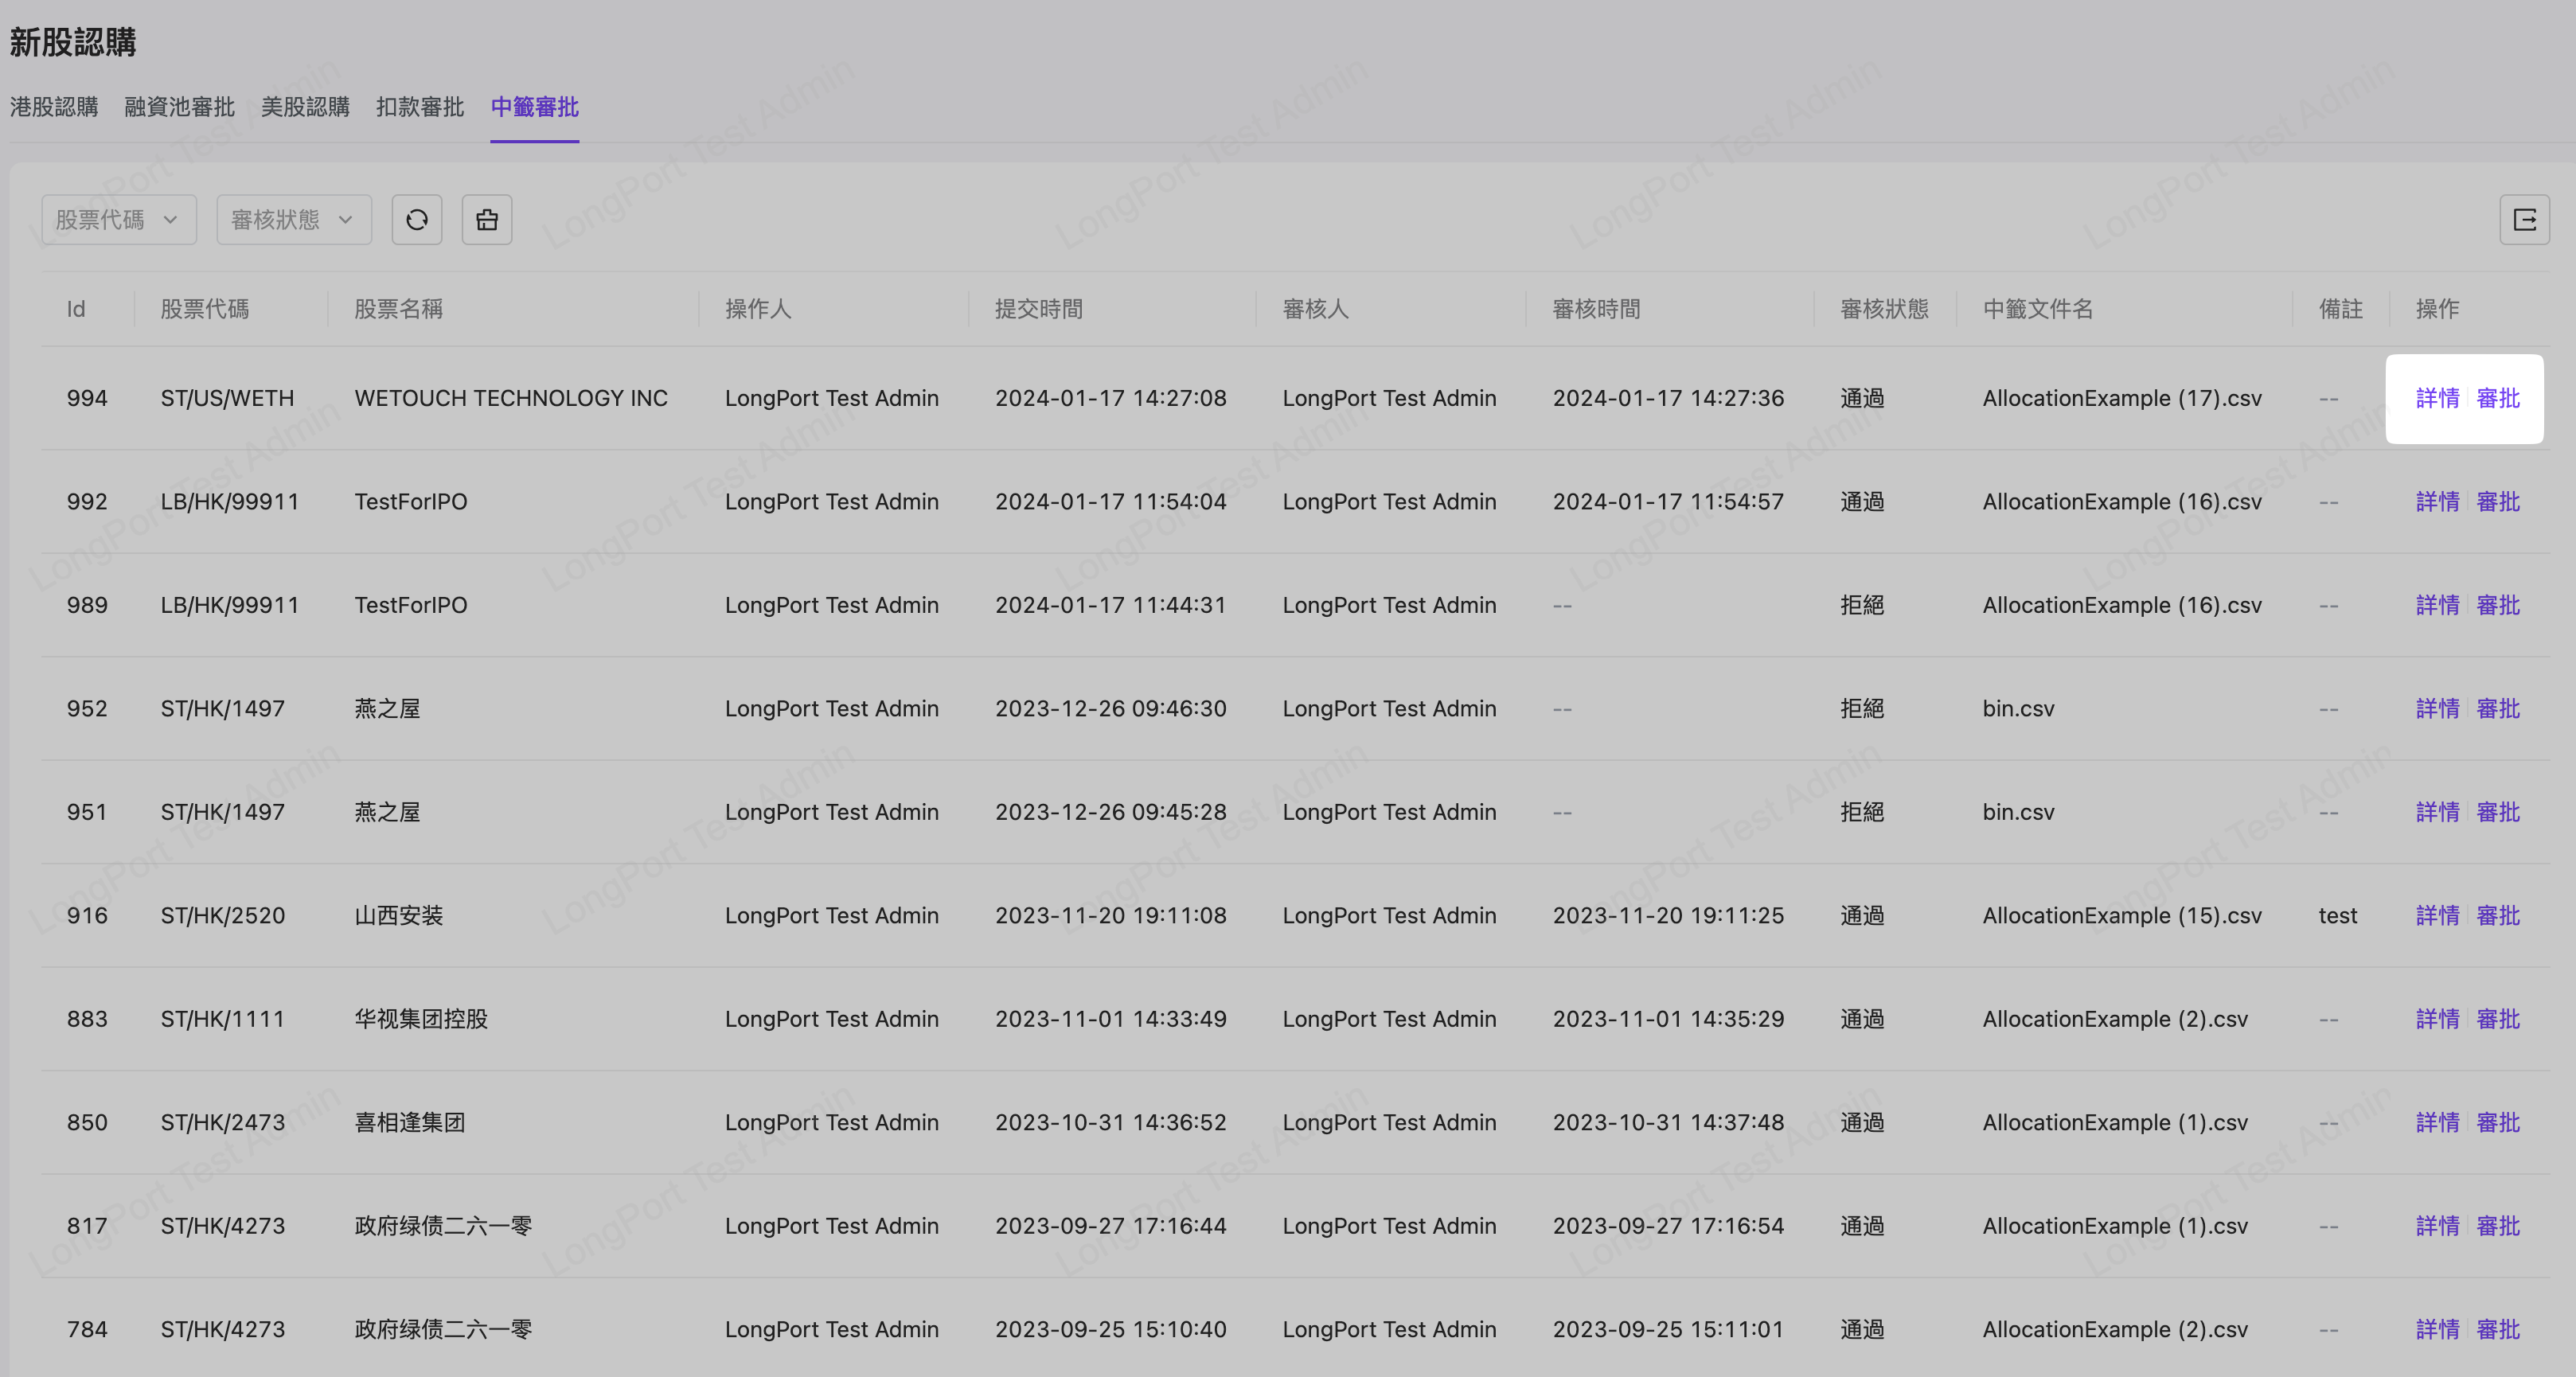 新股認購
港股認購 融資池審批 美股認購 扣款審批 中籤審批
股票代碼 審核狀態
Id 股票代碼 股票名稱 操作人 提交時間 審核人 審核時間 審核狀態 中籤文件名 備註 操作
994 ST/US/WETH WETOUCH TECHNOLOGY INC LongPort Test Admin 2024-01-17 14:27:08 LongPort Test Admin 2024-01-17 14:27:36 通過 AllocationExample (17).csv -- 詳情 審批
992 LB/HK/99911 TestForIPO LongPort Test Admin 2024-01-17 11:54:04 LongPort Test Admin 2024-01-17 11:54:57 通過 AllocationExample (16).csv -- 詳情 審批
989 LB/HK/99911 TestForIPO LongPort Test Admin 2024-01-17 11:44:31 LongPort Test Admin -- 拒絕 AllocationExample (16).csv -- 詳情 審批
952 ST/HK/1497 燕之屋 LongPort Test Admin 2023-12-26 09:46:30 LongPort Test Admin -- 拒絕 bin.csv -- 詳情 審批
951 ST/HK/1497 燕之屋 LongPort Test Admin 2023-12-26 09:45:28 LongPort Test Admin -- 拒絕 bin.csv -- 詳情 審批
916 ST/HK/2520 山西安装 LongPort Test Admin 2023-11-20 19:11:08 LongPort Test Admin 2023-11-20 19:11:25 通過 AllocationExample (15).csv test 詳情 審批
883 ST/HK/1111 华视集团控股 LongPort Test Admin 2023-11-01 14:33:49 LongPort Test Admin 2023-11-01 14:35:29 通過 AllocationExample (2).csv -- 詳情 審批
850 ST/HK/2473 喜相逢集团 LongPort Test Admin 2023-10-31 14:36:52 LongPort Test Admin 2023-10-31 14:37:48 通過 AllocationExample (1).csv -- 詳情 審批
817 ST/HK/4273 政府绿债二六一零 LongPort Test Admin 2023-09-27 17:16:44 LongPort Test Admin 2023-09-27 17:16:54 通過 AllocationExample (1).csv -- 詳情 審批
784 ST/HK/4273 政府绿债二六一零 LongPort Test Admin 2023-09-25 15:10:40 LongPort Test Admin 2023-09-25 15:11:01 通過 AllocationExample (2).csv -- 詳情 審批